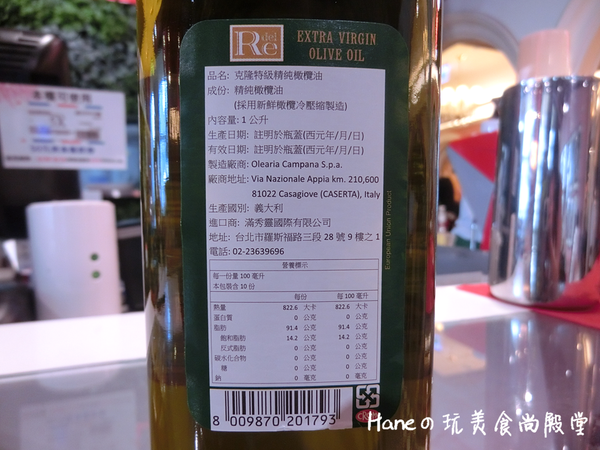 del
Re
EXTRA VIRGIN
OLIVE OIL
品名: 克隆特級精純橄欖油
成份: 精純橄欖油
(採用新鮮橄欖冷壓縮製造)
內容量: 1 公升
生產日期: 註明於瓶蓋(西元年/月/日)
有效日期: 註明於瓶蓋(西元年/月/日)
製造廠商: Olearia Campana S.p.a.
廠商地址: Via Nazionale Appia km. 210,600
81022 Casagiove (CASERTA), Italy
生產國別: 義大利
進口商: 滿秀靈國際有限公司
地址: 台北市羅斯福路三段 28 號 9 樓之 1
電話: 02-23639696
European Union Product
營養標示
每一份量 100 毫升
本包裝含 10 份
每份 每 100 毫升
熱量 822.6 大卡 822.6 大卡
蛋白質 0 公克 0 公克
脂肪 91.4 公克 91.4 公克
飽和脂肪 14.2 公克 14.2 公克
反式脂肪 0 公克 0 公克
碳水化合物 0 公克 0 公克
糖 0 公克 0 公克
鈉 0 毫克 0 毫克
8 009870 201793
Haneの玩美食尚殿堂